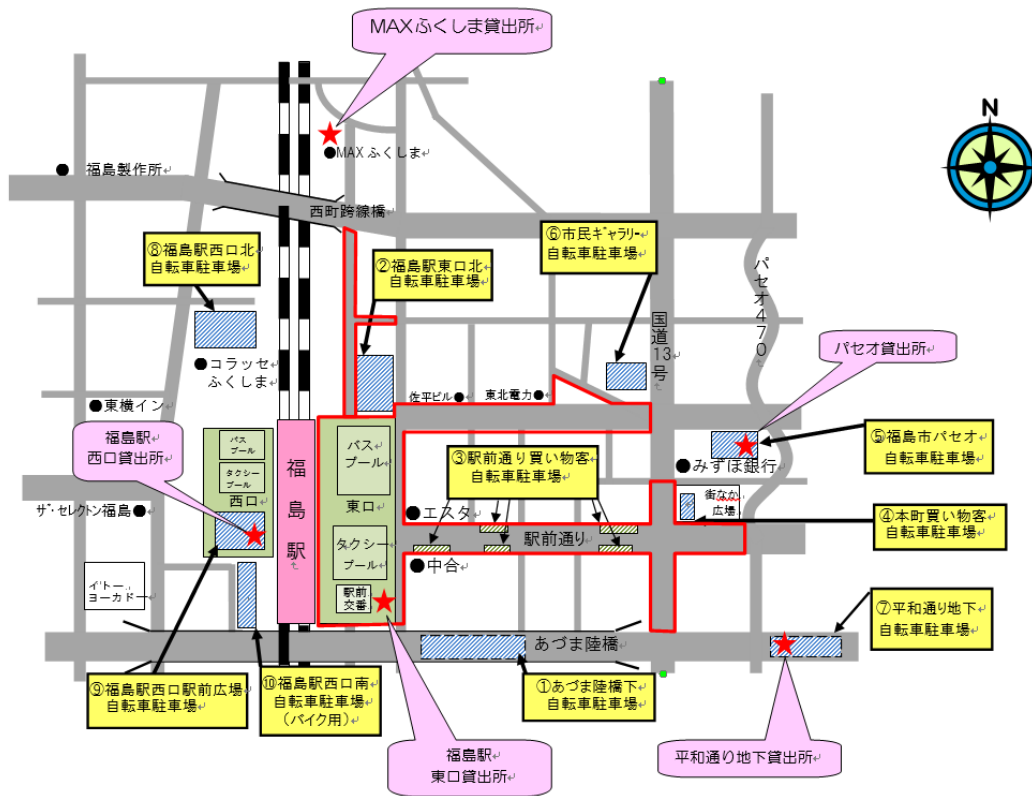 MAXふくしま貸出所
N
●MAXふくしま
● 福島製作所
西町跨線橋
⑧福島駅西口北
自転車駐車場
②福島駅東口北
自転車駐車場
⑥市民ギャラリー
自転車駐車場
国道13号
パセオ470
パセオ貸出所
●コラッセ
ふくしま
佐平ビル●
東北電力●
●東横イン
福島駅
西口貸出所
バス
プール
タクシー
プール
西口
福島駅
バス
プール
東口
③駅前通り買い物客
自転車駐車場
⑤福島市パセオ
自転車駐車場
●みずほ銀行
街なか
広場
ザ・セレクトン福島●
●エスタ
駅前通り
④本町買い物客
自転車駐車場
タクシー
プール
●中合
イトー
ヨーカドー
駅前
交番
⑦平和通り地下
自転車駐車場
あづま陸橋
⑨福島駅西口駅前広場
自転車駐車場
⑩福島駅西口南
自転車駐車場
(バイク用)
①あづま陸橋下
自転車駐車場
福島駅
東口貸出所
平和通り地下貸出所